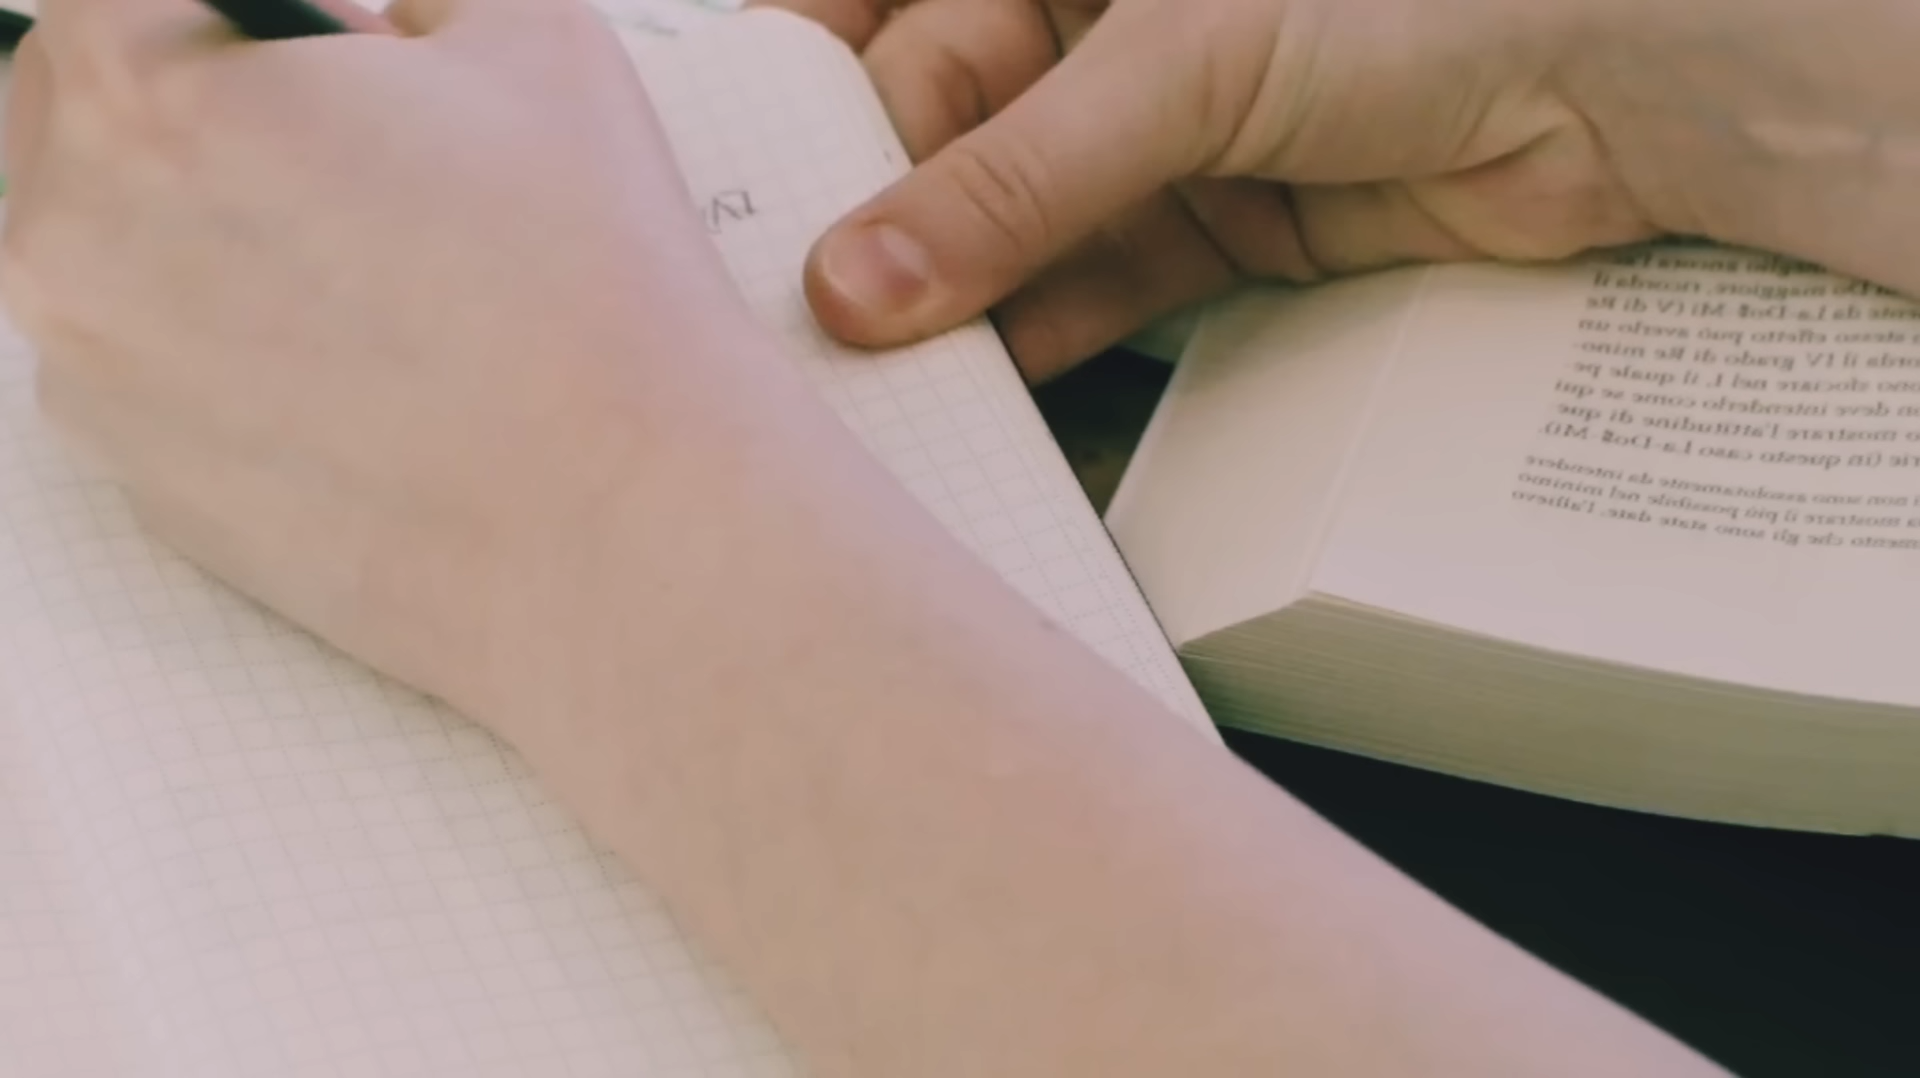 meglio ancora
Do maggiore, ricorda il
da La-Do♯-Mi (V di Re
stesso effetto può averlo un
il IV grado di Re mino-
sfociare nel I, il quale pe-
deve intenderlo come se qui
mostrare l'attitudine di que-
(in questo caso La-Do♯-Mi).
non sono assolutamente da intendere
mostrare il più possibile nel minimo
che gli sono state date, l'allievo